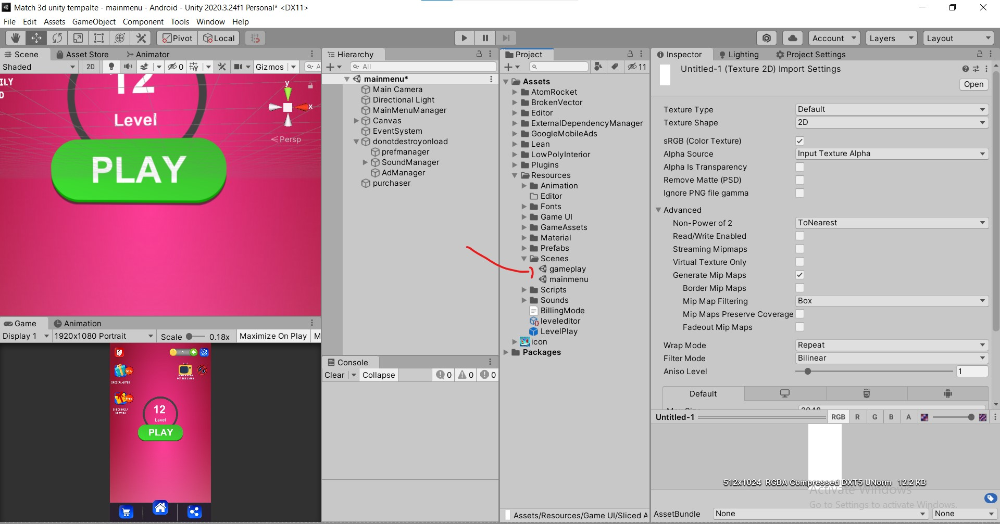 Match 3d unity tempalte - mainmenu - Android - Unity 2020.3.24f1 Personal* <DX11>
File Edit Assets GameObject Component Tools Window Help
Pivot Local Account Layers Layout
Scene Asset Store Animator
Shaded 2D 0 Gizmos A
ILY
D
12
Level
PLAY
y
x
Persp
Game Animation
Display 1 1920x1080 Portrait Scale 0.18x Maximize On Play M
1
SPECIAL OFFER
CHECK DAILY
REWARD
Free
12
Level
PLAY
Hierarchy
All
mainmenu*
Main Camera
Directional Light
MainMenuManager
Canvas
EventSystem
donotdestroyonload
prefmanager
SoundManager
AdManager
purchaser
Console
Clear Collapse 0 0 0
Project
11
Assets
AtomRocket
BrokenVector
Editor
ExternalDependencyManager
GoogleMobileAds
Lean
LowPolyInterior
Plugins
Resources
Animation
Editor
Fonts
Game UI
GameAssets
Material
Prefabs
Scenes
gameplay
mainmenu
Scripts
Sounds
BillingMode
leveleditor
LevelPlay
icon
Packages
Assets/Resources/Game UI/Sliced A
Inspector Lighting Project Settings
Untitled-1 (Texture 2D) Import Settings
Open
Texture Type Default
Texture Shape 2D
sRGB (Color Texture)
Alpha Source Input Texture Alpha
Alpha Is Transparency
Remove Matte (PSD)
Ignore PNG file gamma
Advanced
Non-Power of 2 ToNearest
Read/Write Enabled
Streaming Mipmaps
Virtual Texture Only
Generate Mip Maps
Border Mip Maps
Mip Map Filtering Box
Mip Maps Preserve Coverage
Fadeout Mip Maps
Wrap Mode Repeat
Filter Mode Bilinear
Aniso Level 1
Default
Max Size 2048
Untitled-1 RGB R G B A
512x1024 RGBA Compressed DXT5 UNorm 12.2 KB
Activate Windows
Go to Settings to activate Windows.
AssetBundle None None